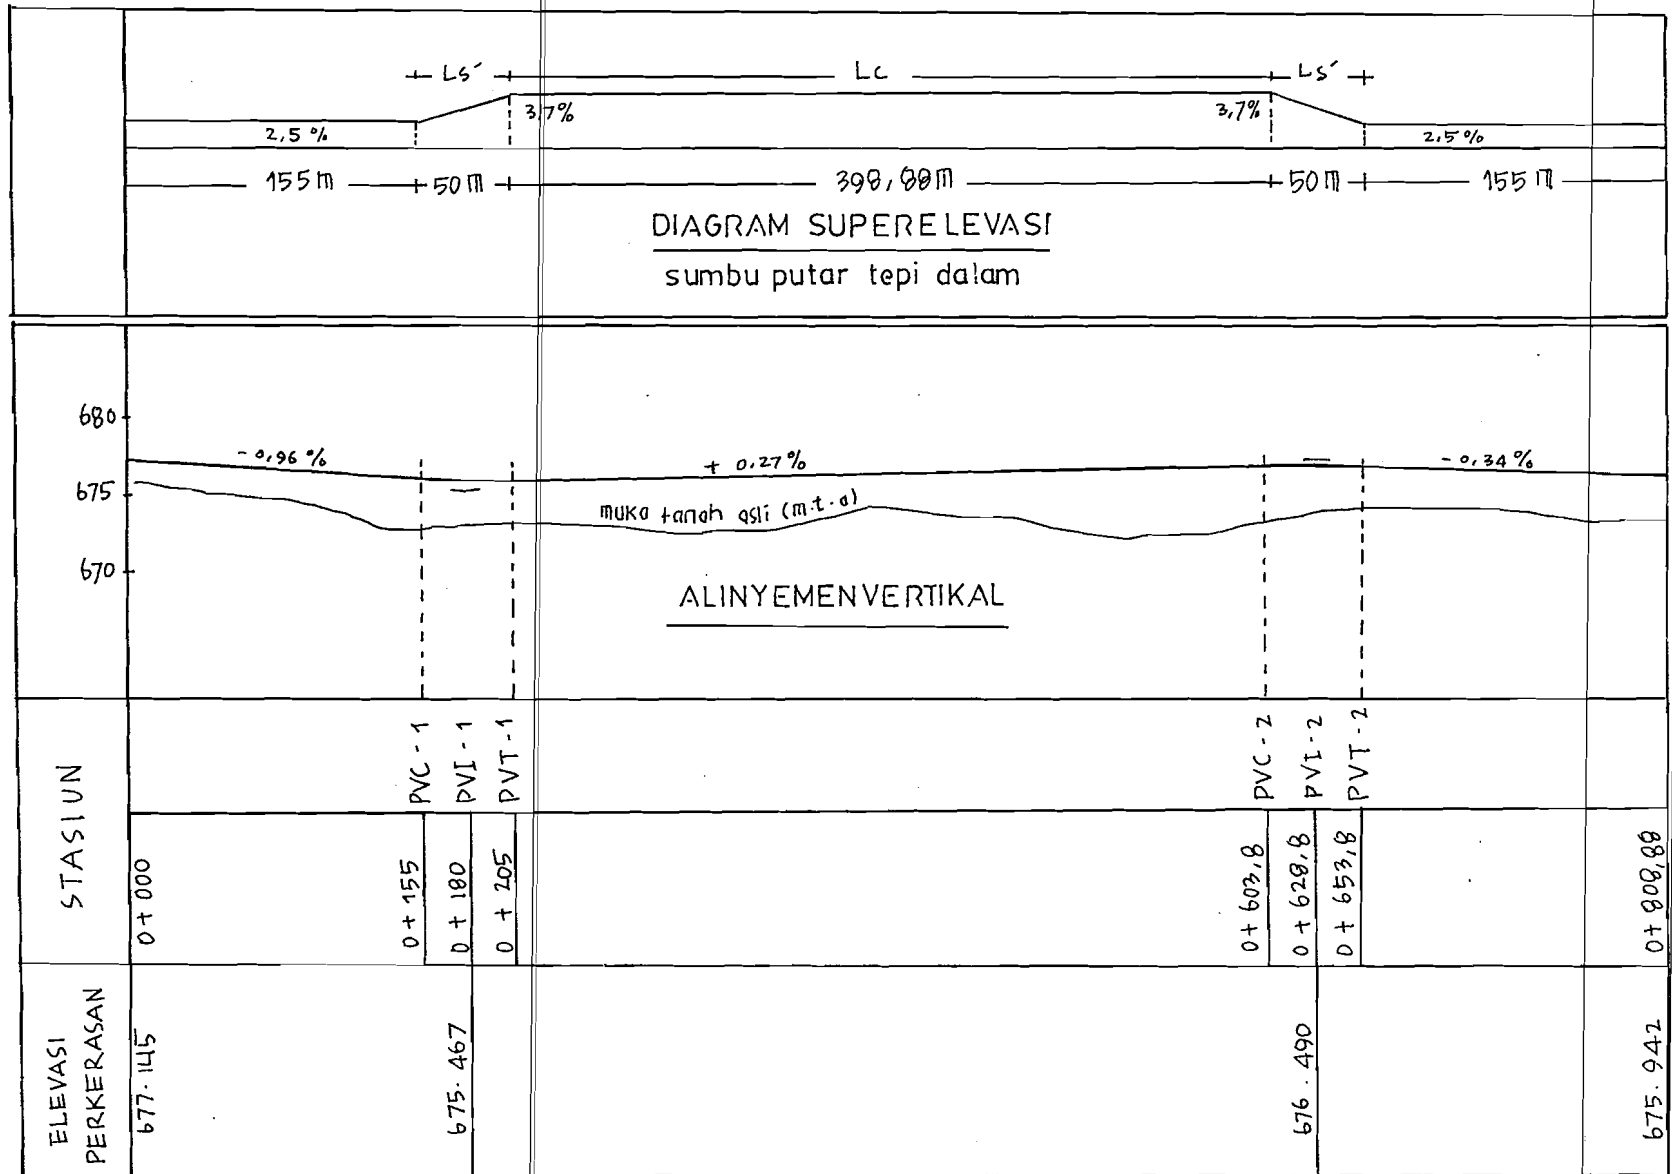 Ls´ Lc Ls´
3,7% 3,7%
2,5 % 2,5%
155 m 50 m 398,88 m 50 m 155 m
DIAGRAM SUPERELEVASI
sumbu putar tepi dalam
680
- 0,96 % + 0.27% - 0,34%
675
muka tanah asli (m.t.a)
670
ALINYEMEN VERTIKAL
STASIUN
PVC - 1
PVI - 1
PVT - 1
PVC - 2
PVI - 2
PVT - 2
0 + 000
0 + 155
0 + 180
0 + 205
0 + 603,8
0 + 628,8
0 + 653,8
0 + 808,88
ELEVASI
PERKERASAN
677.145
675.467
676.490
675.942